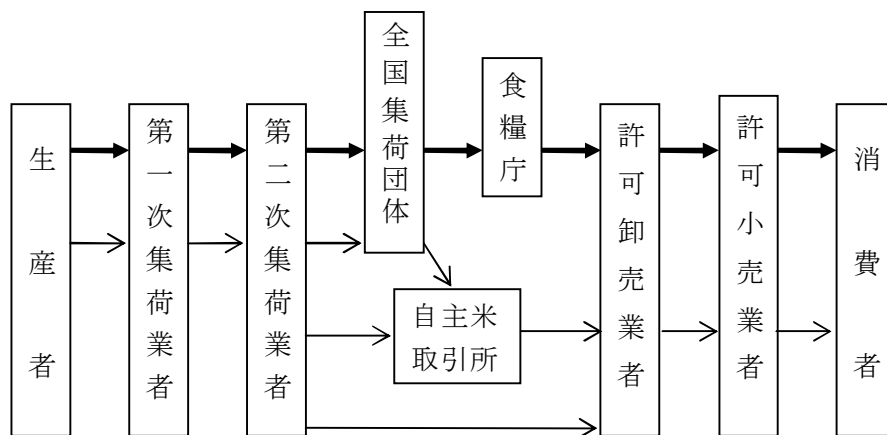 生産者
第一次集荷業者
第二次集荷業者
全国集荷団体
食糧庁
自主米
取引所
許可卸売業者
許可小売業者
消費者